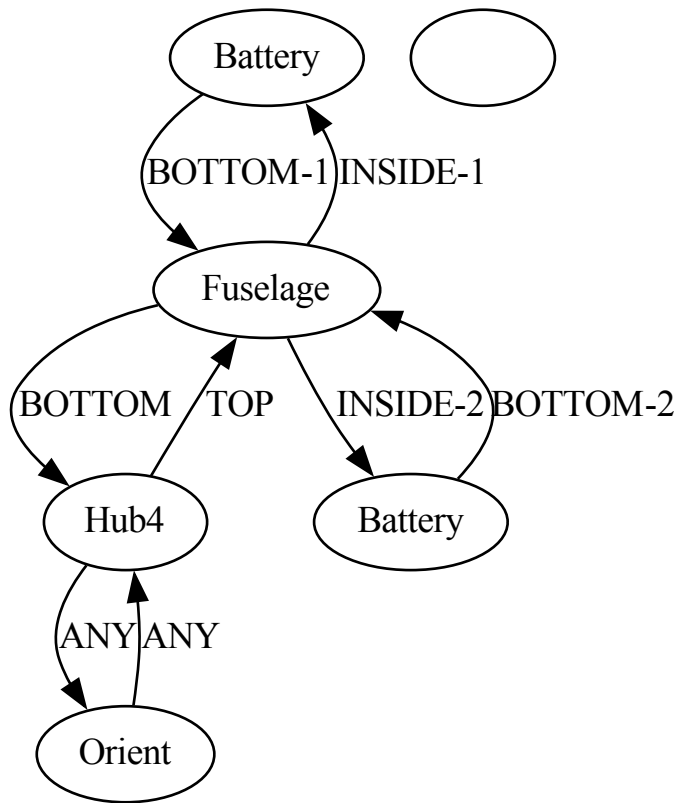 Battery
BOTTOM-1 INSIDE-1
Fuselage
BOTTOM TOP INSIDE-2 BOTTOM-2
Hub4 Battery
ANY ANY
Orient